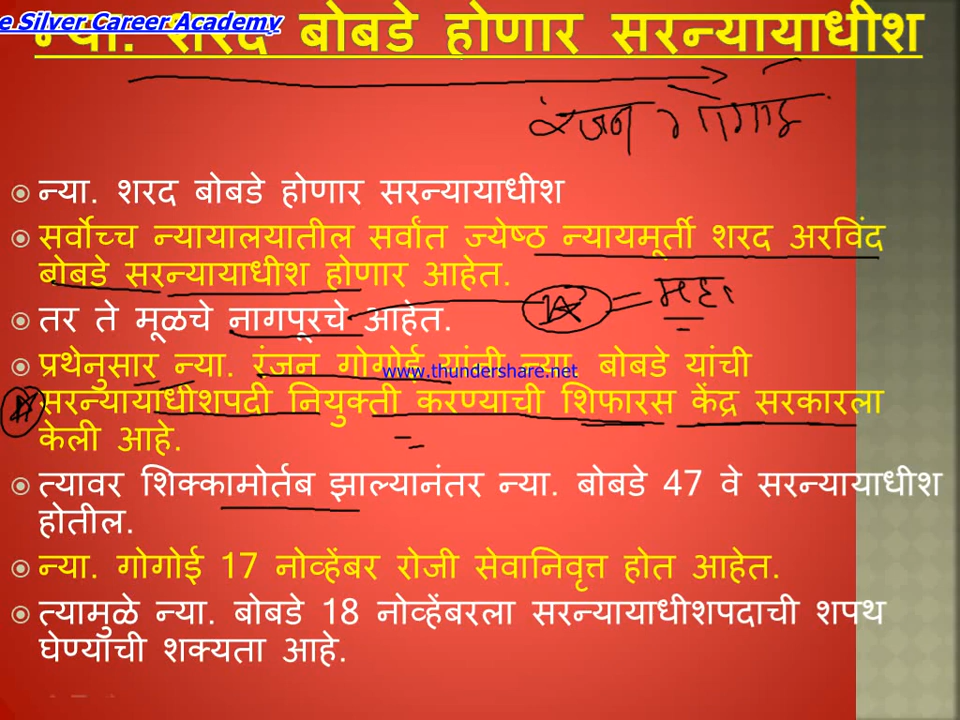 e Silver Career Academy
न्या. शरद बोबडे होणार सरन्यायाधीश
रंजन गोगाई
न्या. शरद बोबडे होणार सरन्यायाधीश
सर्वोच्च न्यायालयातील सर्वांत ज्येष्ठ न्यायमूर्ती शरद अरविंद
बोबडे सरन्यायाधीश होणार आहेत.
= महा
तर ते मूळचे नागपूरचे आहेत.
प्रथेनुसार न्या. रंजन गोगोई यांनी न्या. बोबडे यांची
www.thundershare.net
सरन्यायाधीशपदी नियुक्ती करण्याची शिफारस केंद्र सरकारला
केली आहे.
त्यावर शिक्कामोर्तब झाल्यानंतर न्या. बोबडे 47 वे सरन्यायाधीश
होतील.
न्या. गोगोई 17 नोव्हेंबर रोजी सेवानिवृत्त होत आहेत.
त्यामुळे न्या. बोबडे 18 नोव्हेंबरला सरन्यायाधीशपदाची शपथ
घेण्याची शक्यता आहे.